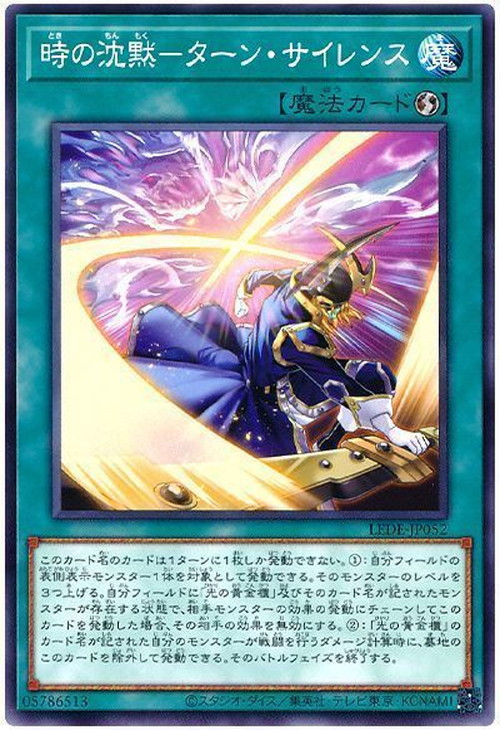 時の沈黙－ターン・サイレンス
魔
【魔法カード】
LEDE-JP052
このカード名のカードは1ターンに1枚しか発動できない。①：自分フィールドの
表側表示モンスター1体を対象として発動できる。そのモンスターのレベルを
3つ上げる。自分フィールドに「光の黄金櫃」及びそのカード名が記されたモンス
ターが存在する状態で、相手モンスターの効果の発動にチェーンしてこの
カードを発動した場合、その相手の効果を無効にする。②：「光の黄金櫃」の
カード名が記された自分のモンスターが戦闘を行うダメージ計算時に、墓地の
このカードを除外して発動できる。そのバトルフェイズを終了する。
05786513
©スタジオ・ダイス／集英社・テレビ東京・KONAMI